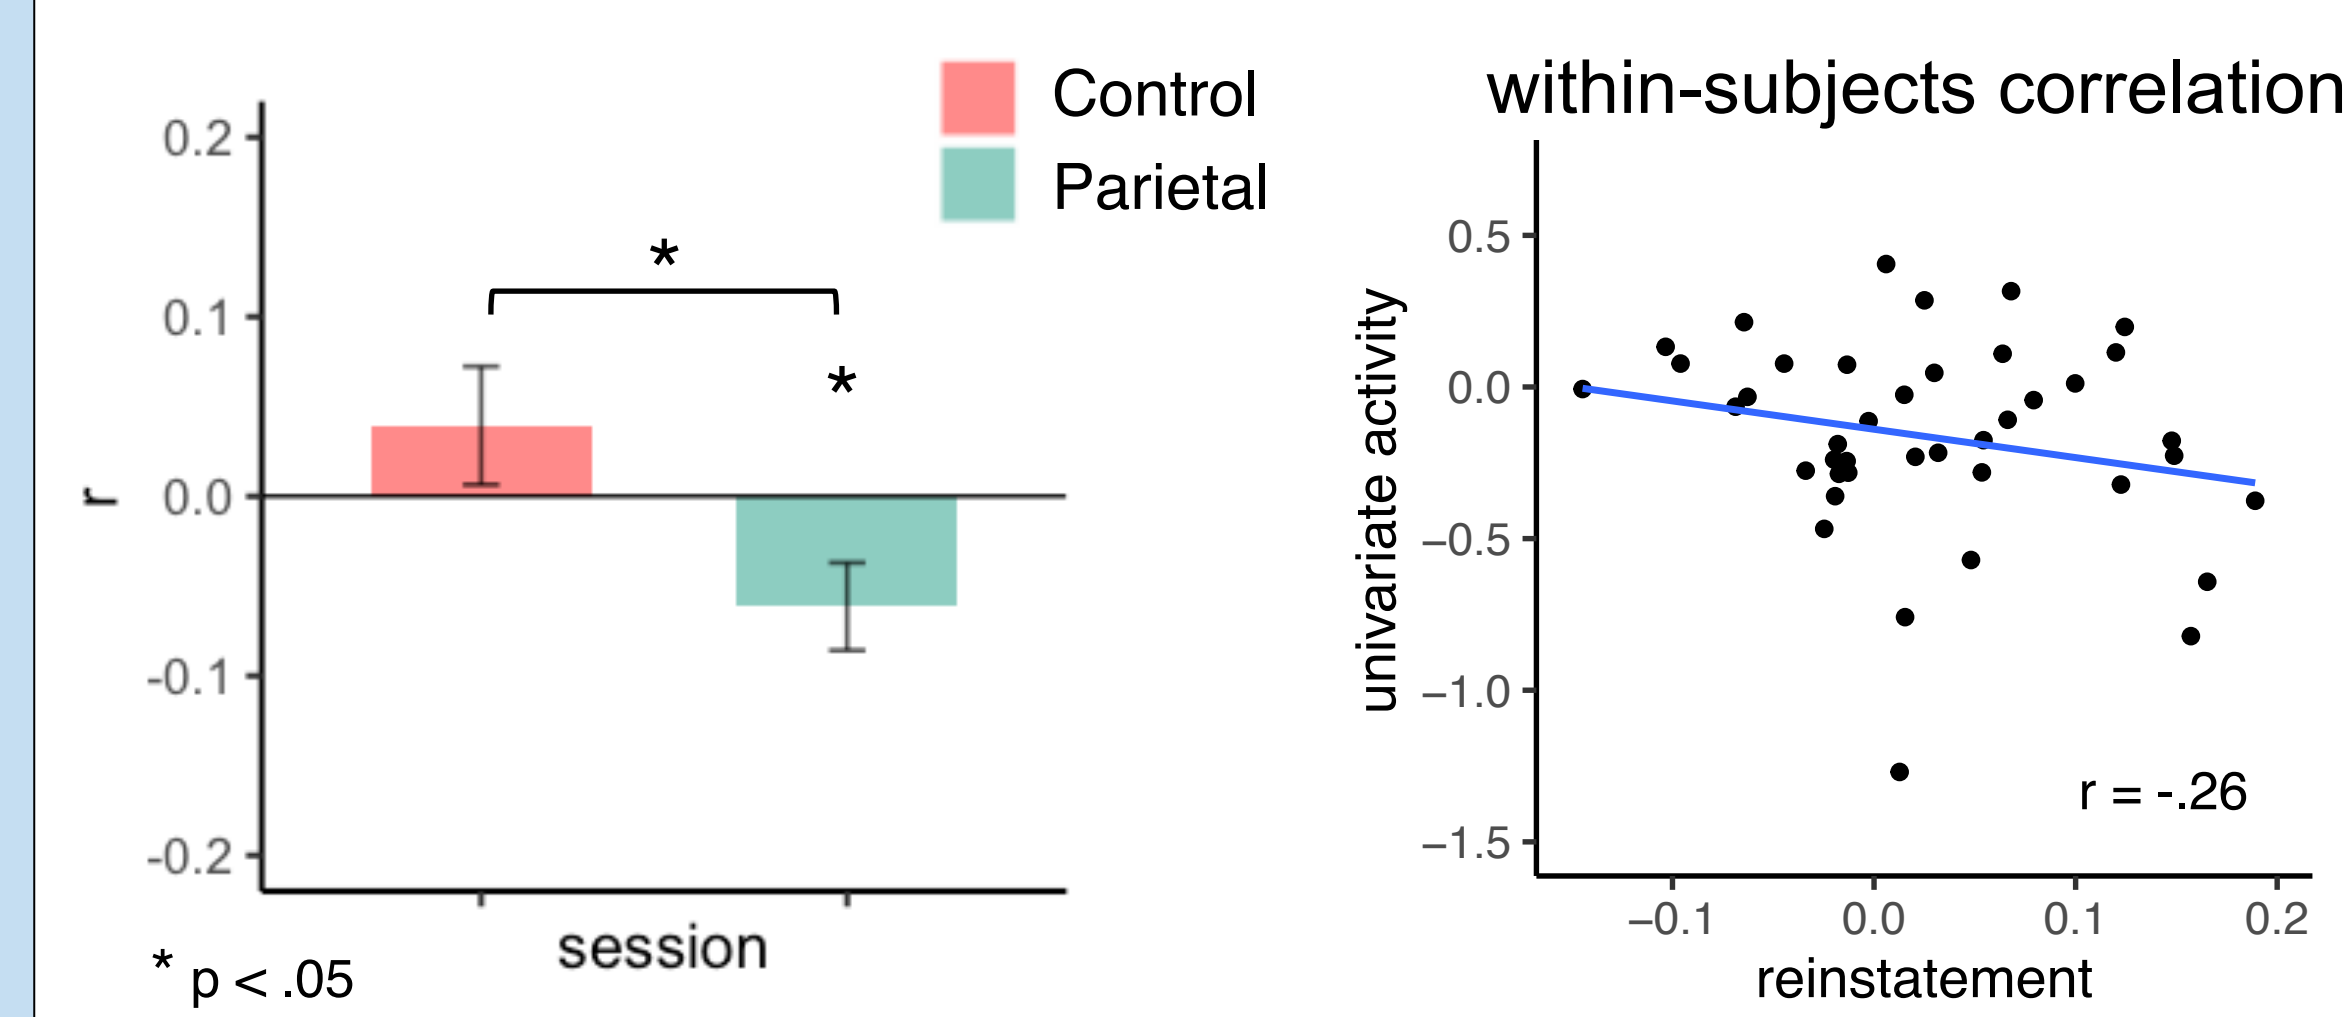 Control
Parietal
0.2
0.1
0.0
-0.1
-0.2
r
*
*
session
* p < .05
within-subjects correlation
univariate activity
0.5
0.0
−0.5
−1.0
−1.5
r = -.26
−0.1 0.0 0.1 0.2
reinstatement